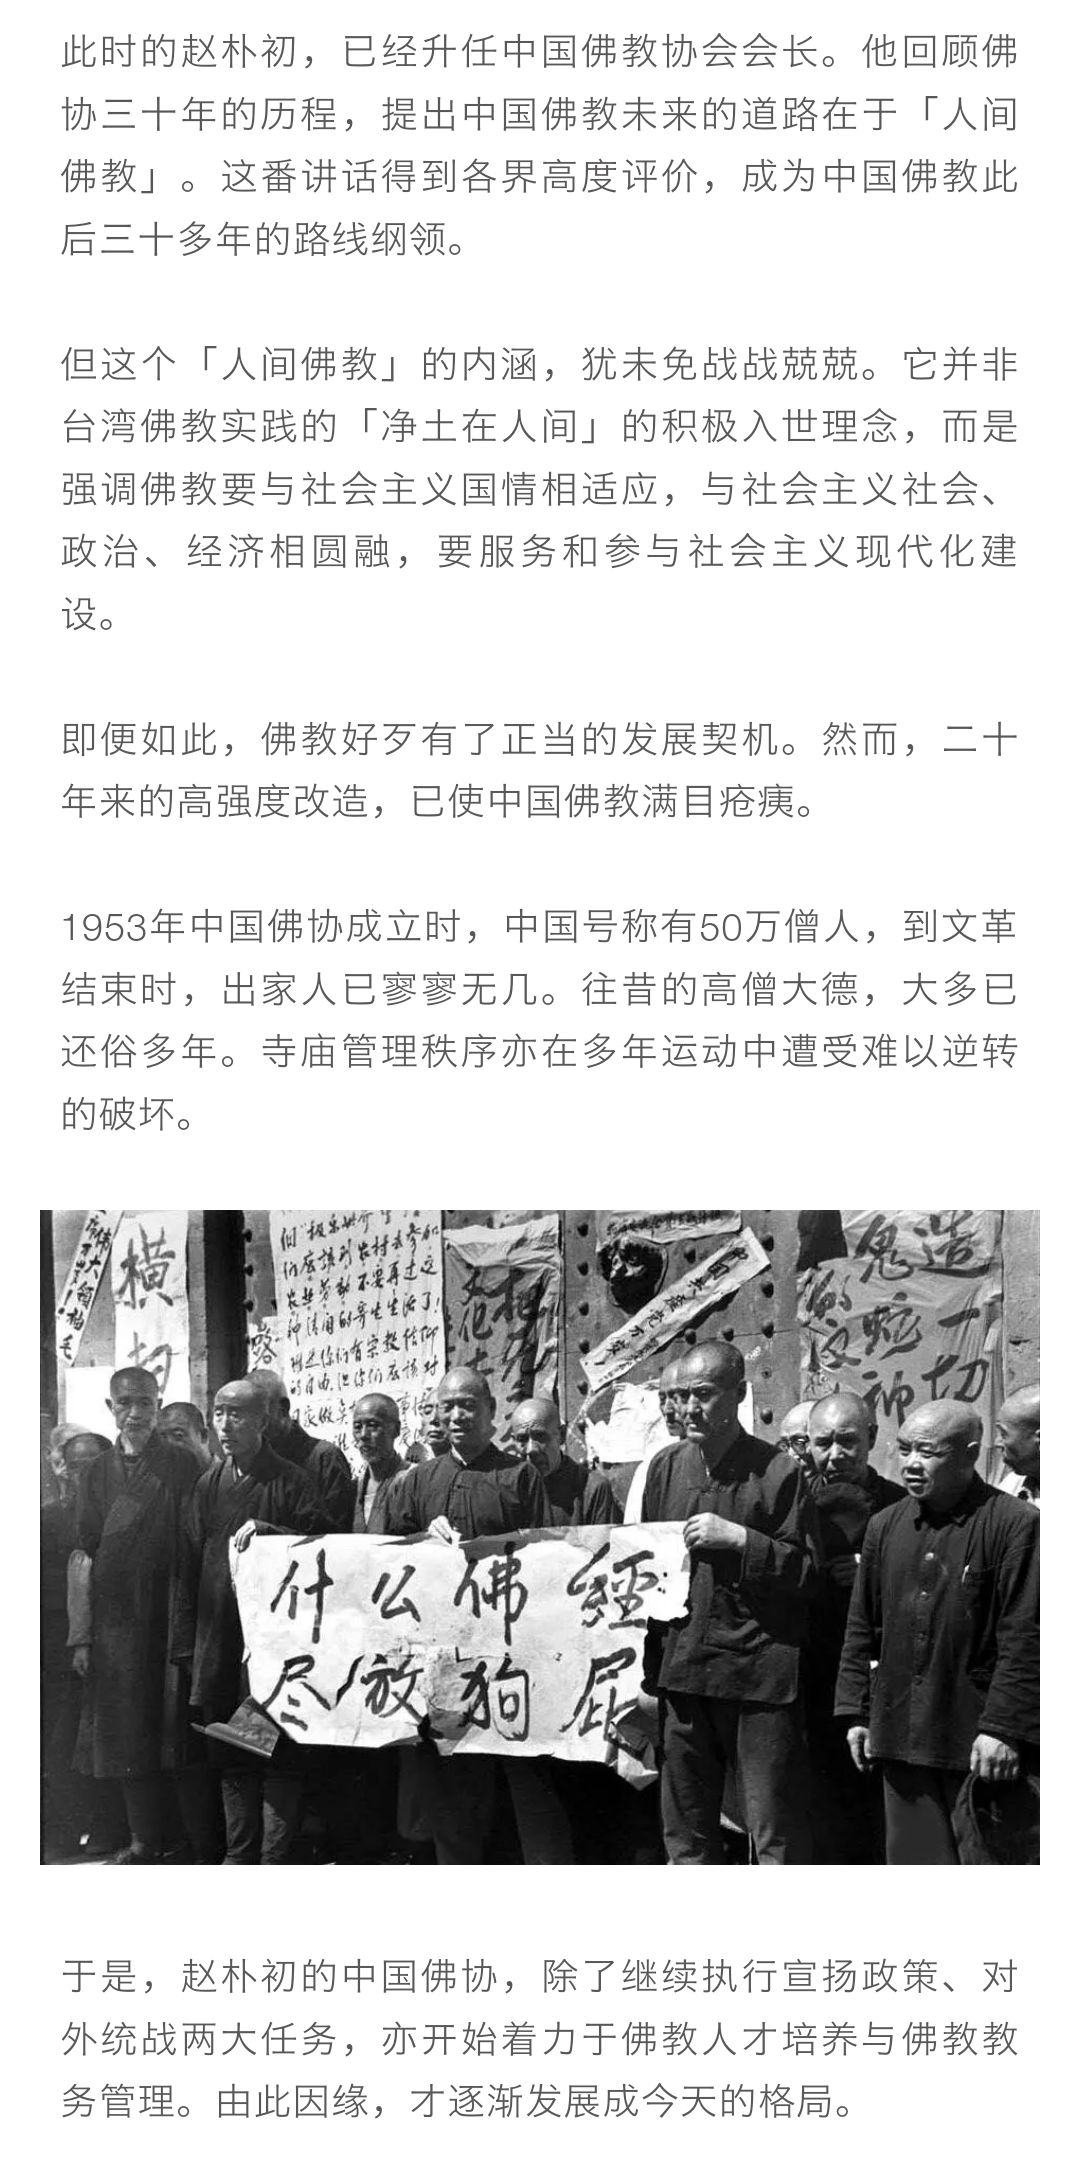 此时的赵朴初，已经升任中国佛教协会会长。他回顾佛
协三十年的历程，提出中国佛教未来的道路在于「人间
佛教」。这番讲话得到各界高度评价，成为中国佛教此
后三十多年的路线纲领。
但这个「人间佛教」的内涵，犹未免战战兢兢。它并非
台湾佛教实践的「净土在人间」的积极入世理念，而是
强调佛教要与社会主义国情相适应，与社会主义社会、
政治、经济相圆融，要服务和参与社会主义现代化建
设。
即便如此，佛教好歹有了正当的发展契机。然而，二十
年来的高强度改造，已使中国佛教满目疮痍。
1953年中国佛协成立时，中国号称有50万僧人，到文革
结束时，出家人已寥寥无几。往昔的高僧大德，大多已
还俗多年。寺庙管理秩序亦在多年运动中遭受难以逆转
的破坏。
横扫
造一切
鬼蛇神
什么佛經
尽放狗屁
于是，赵朴初的中国佛协，除了继续执行宣扬政策、对
外统战两大任务，亦开始着力于佛教人才培养与佛教教
务管理。由此因缘，才逐渐发展成今天的格局。